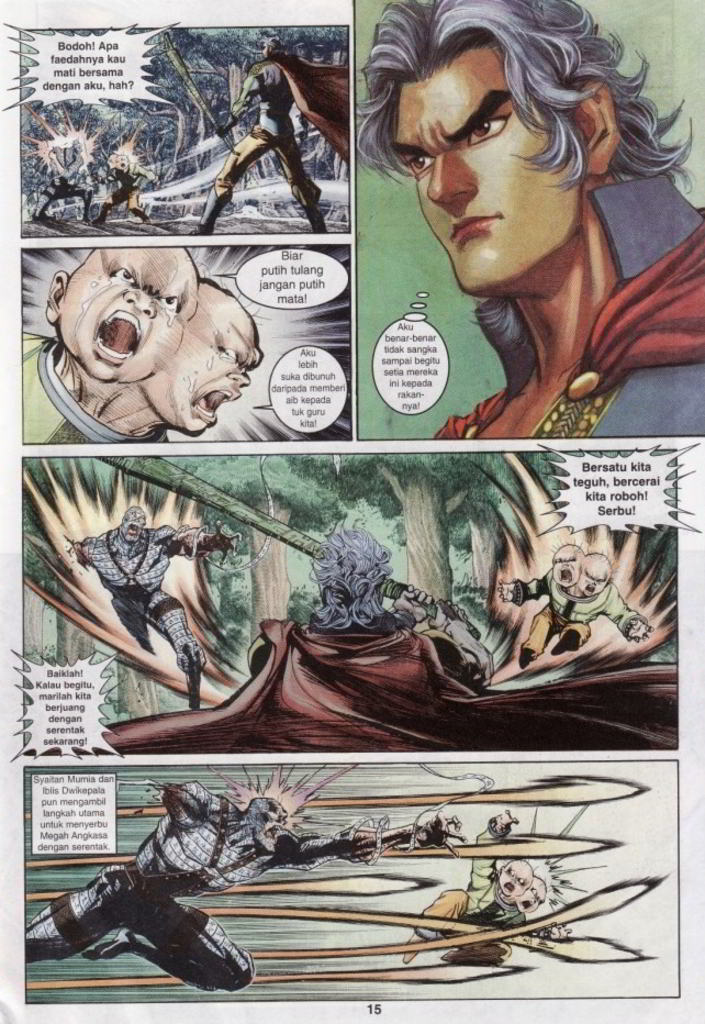 Bodoh! Apa
faedahnya kau
mati bersama
dengan aku, hah?
Aku
benar-benar
tidak sangka
sampai begitu
setia mereka
ini kepada
rakan-
nya!
Biar
putih tulang
jangan putih
mata!
Aku
lebih
suka dibunuh
daripada memberi
aib kepada
tuk guru
kita!
Bersatu kita
teguh, bercerai
kita roboh!
Serbu!
Baiklah!
Kalau begitu,
marilah kita
berjuang
dengan
serentak
sekarang!
Syaitan Mumia dan
Iblis Dwikepala
pun mengambil
langkah utama
untuk menyerbu
Megah Angkasa
dengan serentak.
15